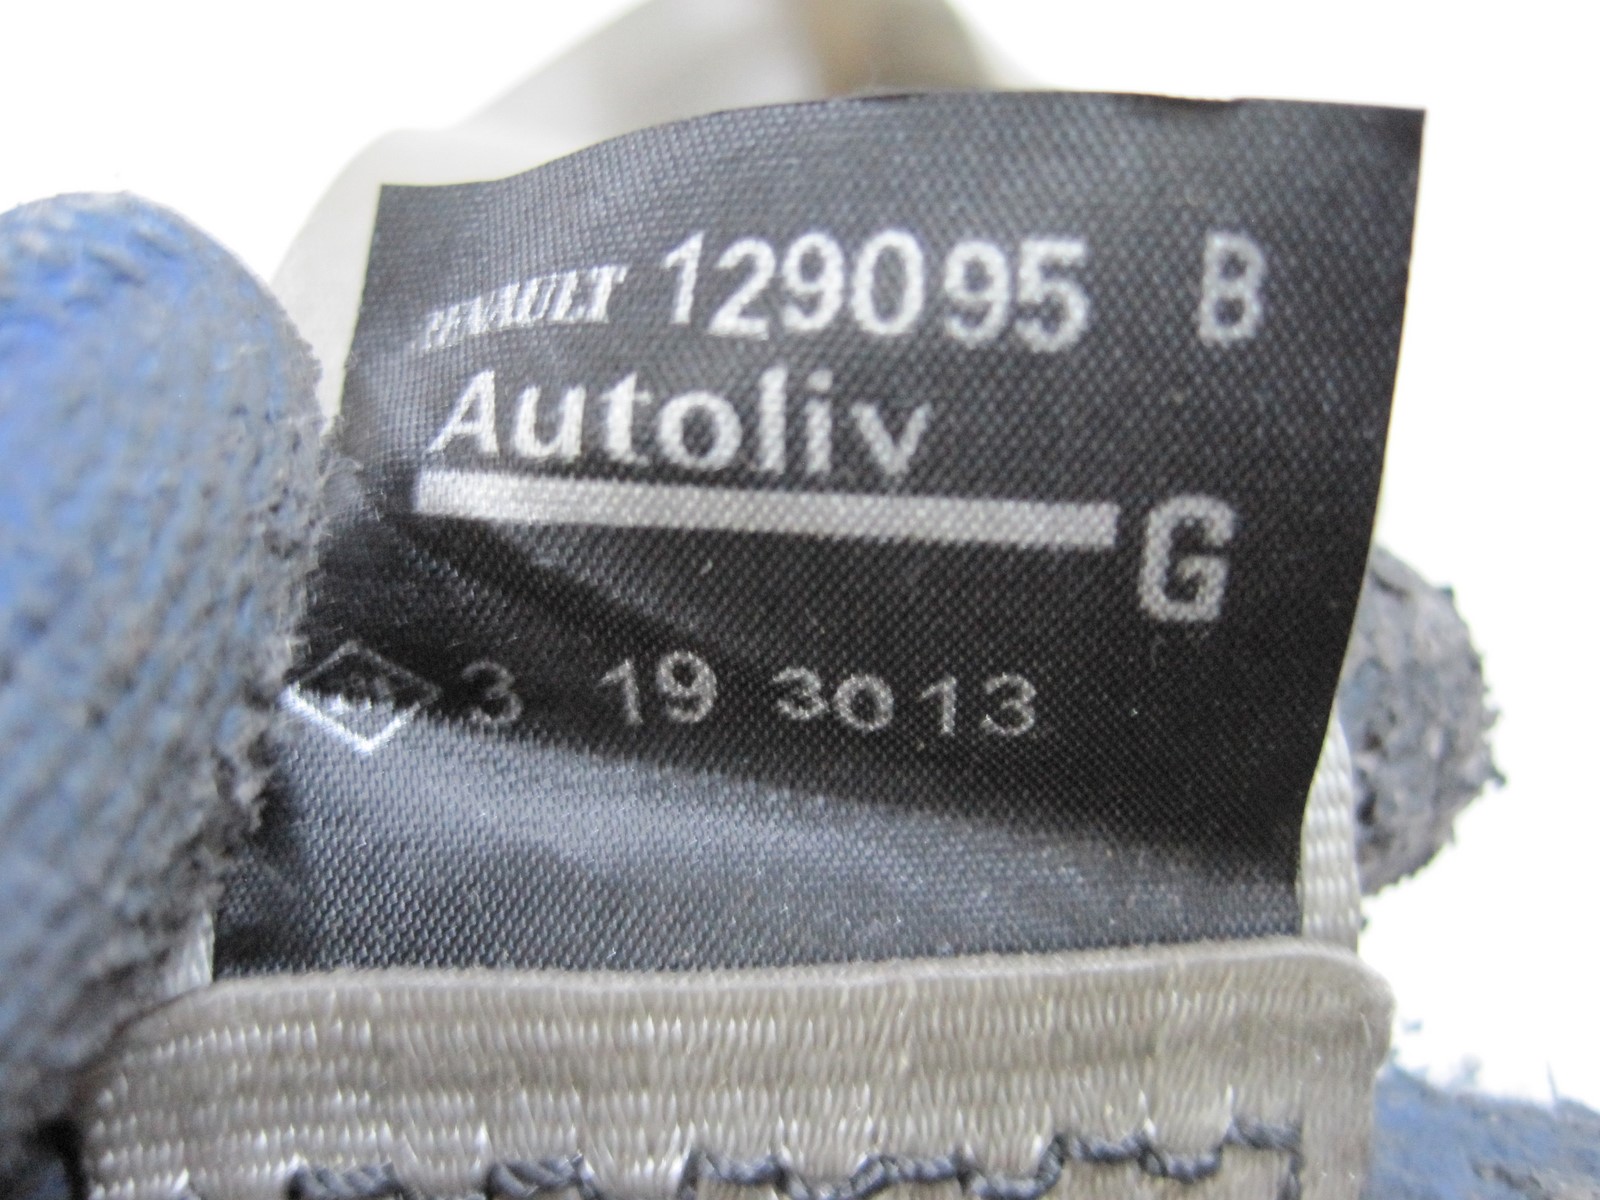 RENAULT 129095 B
Autoliv
G
3 19 3013